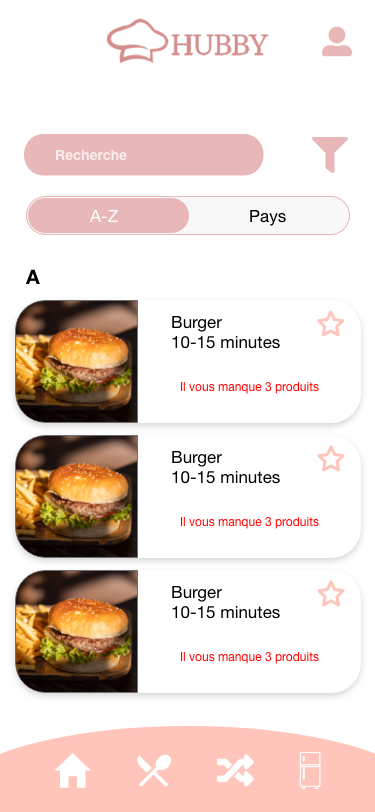 HUBBY
Recherche
A-Z
Pays
A
Burger
10-15 minutes
Il vous manque 3 produits
Burger
10-15 minutes
Il vous manque 3 produits
Burger
10-15 minutes
Il vous manque 3 produits